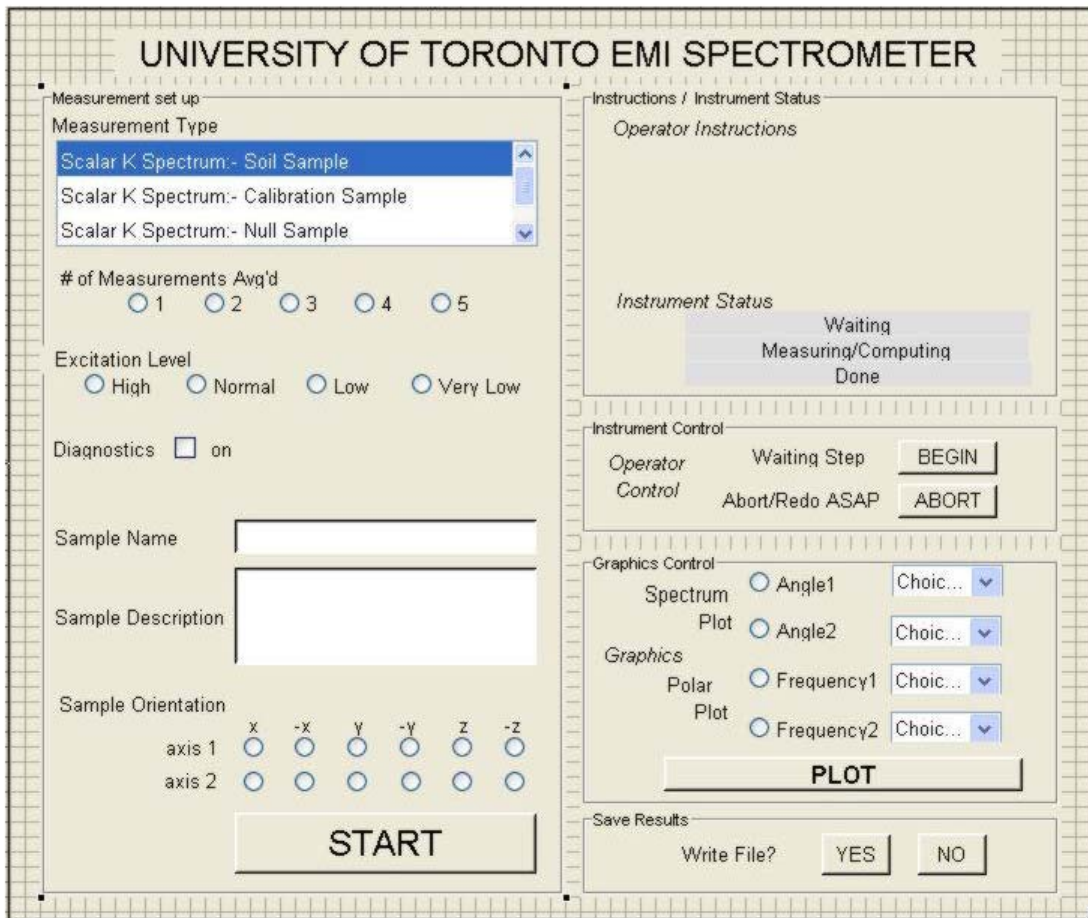 UNIVERSITY OF TORONTO EMI SPECTROMETER
Measurement set up
Measurement Type
Scalar K Spectrum:- Soil Sample
Scalar K Spectrum:- Calibration Sample
Scalar K Spectrum:- Null Sample
# of Measurements Avg'd
1 2 3 4 5
Excitation Level
High Normal Low Very Low
Diagnostics on
Sample Name
Sample Description
Sample Orientation
x -x y -y z -z
axis 1
axis 2
START
Instructions / Instrument Status
Operator Instructions
Instrument Status
Waiting
Measuring/Computing
Done
Instrument Control
Operator Control
Waiting Step BEGIN
Abort/Redo ASAP ABORT
Graphics Control
Graphics
Spectrum Plot
Angle1 Choic...
Angle2 Choic...
Polar Plot
Frequency1 Choic...
Frequency2 Choic...
PLOT
Save Results
Write File? YES NO